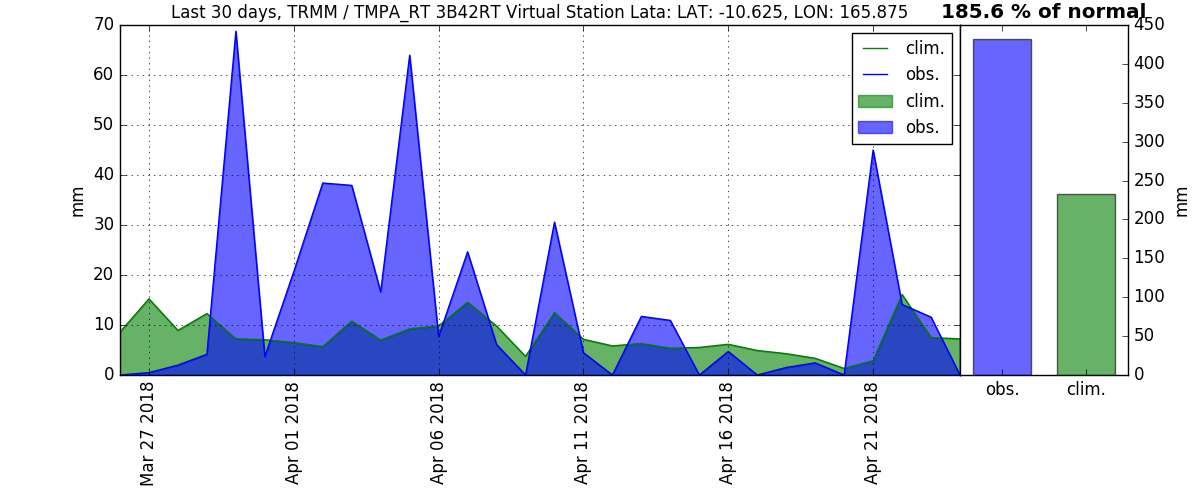 Last 30 days, TRMM / TMPA_RT 3B42RT Virtual Station Lata: LAT: -10.625, LON: 165.875
185.6 % of normal
70
60
50
40
30
20
10
0
mm
clim.
obs.
clim.
obs.
450
400
350
300
250
200
150
100
50
0
mm
obs.
clim.
Mar 27 2018
Apr 01 2018
Apr 06 2018
Apr 11 2018
Apr 16 2018
Apr 21 2018